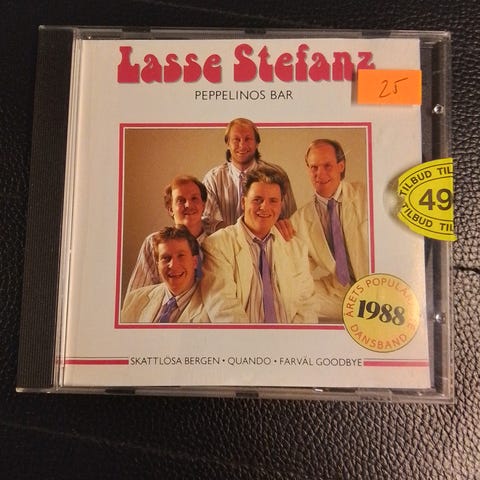 Lasse Stefanz
PEPPELINOS BAR
25
TILBUD TIL
49
TILBUD TIL
ÅRETS POPULÄRASTE
1988
DANSBAND
SKATTLÖSA BERGEN • QUANDO • FARVÄL GOODBYE